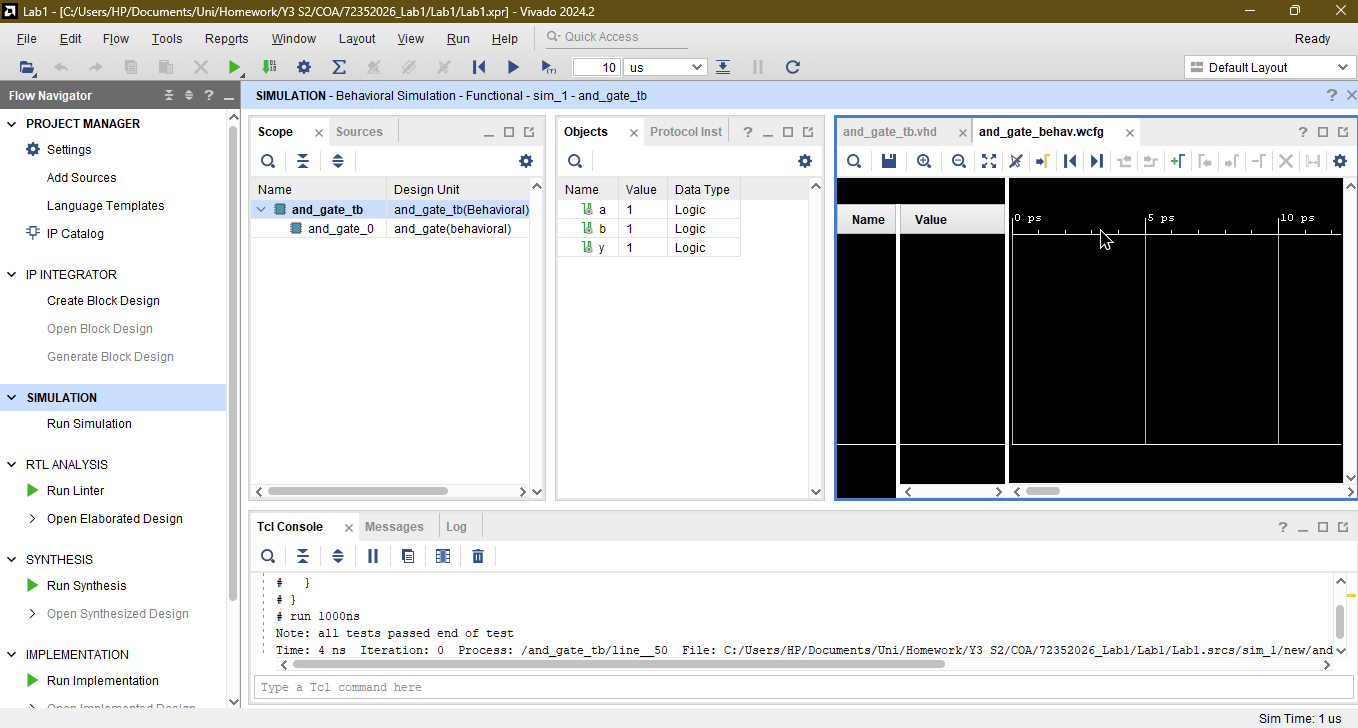 Lab1 - [C:/Users/HP/Documents/Uni/Homework/Y3 S2/COA/72352026_Lab1/Lab1/Lab1.xpr] - Vivado 2024.2
File Edit Flow Tools Reports Window Layout View Run Help Quick Access Ready
10 us Default Layout
Flow Navigator
SIMULATION - Behavioral Simulation - Functional - sim_1 - and_gate_tb
PROJECT MANAGER
Settings
Add Sources
Language Templates
IP Catalog
IP INTEGRATOR
Create Block Design
Open Block Design
Generate Block Design
SIMULATION
Run Simulation
RTL ANALYSIS
Run Linter
Open Elaborated Design
SYNTHESIS
Run Synthesis
Open Synthesized Design
IMPLEMENTATION
Run Implementation
Open Implemented Design
Scope Sources
Name Design Unit
and_gate_tb and_gate_tb(Behavioral)
and_gate_0 and_gate(behavioral)
Objects Protocol Inst
Name Value Data Type
a 1 Logic
b 1 Logic
y 1 Logic
and_gate_tb.vhd and_gate_behav.wcfg
Name Value
0 ps 5 ps 10 ps
Tcl Console Messages Log
# }
# }
# run 1000ns
Note: all tests passed end of test
Time: 4 ns Iteration: 0 Process: /and_gate_tb/line__50 File: C:/Users/HP/Documents/Uni/Homework/Y3 S2/COA/72352026_Lab1/Lab1/Lab1.srcs/sim_1/new/and
Type a Tcl command here
Sim Time: 1 us